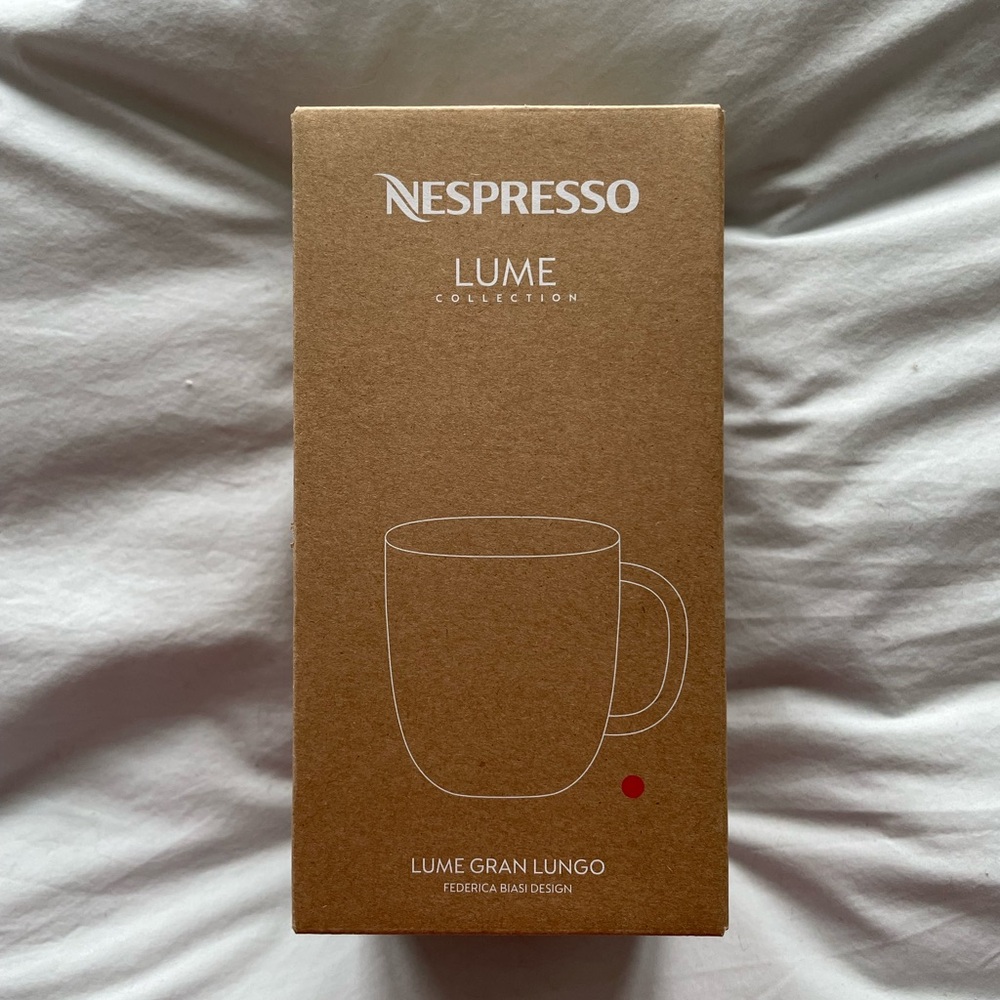 NESPRESSO
LUME
COLLECTION
LUME GRAN LUNGO
FEDERICA BIASI DESIGN